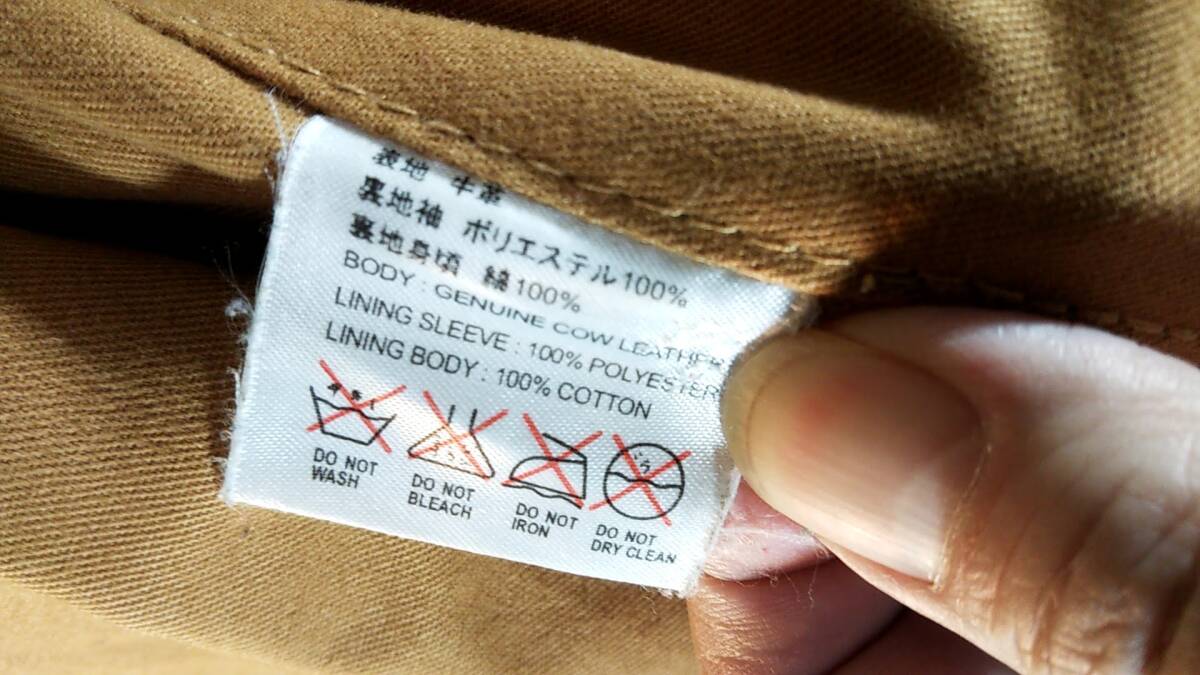 表地 牛革
裏地袖 ポリエステル100%
裏地身頃 綿100%
BODY : GENUINE COW LEATHER
LINING SLEEVE : 100% POLYESTER
LINING BODY : 100% COTTON
DO NOT
WASH
DO NOT
BLEACH
DO NOT
IRON
DO NOT
DRY CLEAN